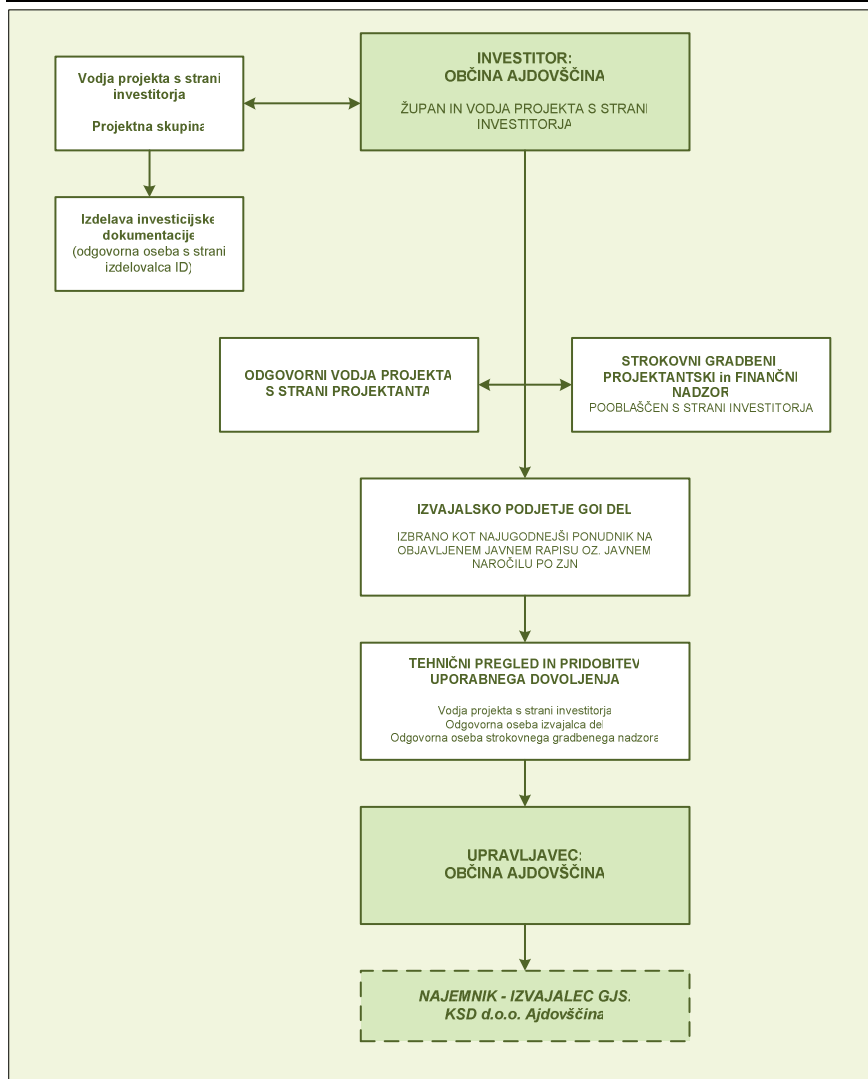 INVESTITOR:
OBČINA AJDOVŠČINA
ŽUPAN IN VODJA PROJEKTA S STRANI
INVESTITORJA
Vodja projekta s strani
investitorja
Projektna skupina
Izdelava investicijske
dokumentacije
(odgovorna oseba s strani
izdelovalca ID)
ODGOVORNI VODJA PROJEKTA
S STRANI PROJEKTANTA
STROKOVNI GRADBENI
PROJEKTANTSKI in FINANČNI
NADZOR
POOBLAŠČEN S STRANI INVESTITORJA
IZVAJALSKO PODJETJE GOI DEL
IZBRANO KOT NAJUGODNEJŠI PONUDNIK NA
OBJAVLJENEM JAVNEM RAPISU OZ. JAVNEM
NAROČILU PO ZJN
TEHNIČNI PREGLED IN PRIDOBITEV
UPORABNEGA DOVOLJENJA
Vodja projekta s strani investitorja
Odgovorna oseba izvajalca del
Odgovorna oseba strokovnega gradbenega nadzora
UPRAVLJAVEC:
OBČINA AJDOVŠČINA
NAJEMNIK - IZVAJALEC GJS:
KSD d.o.o. Ajdovščina